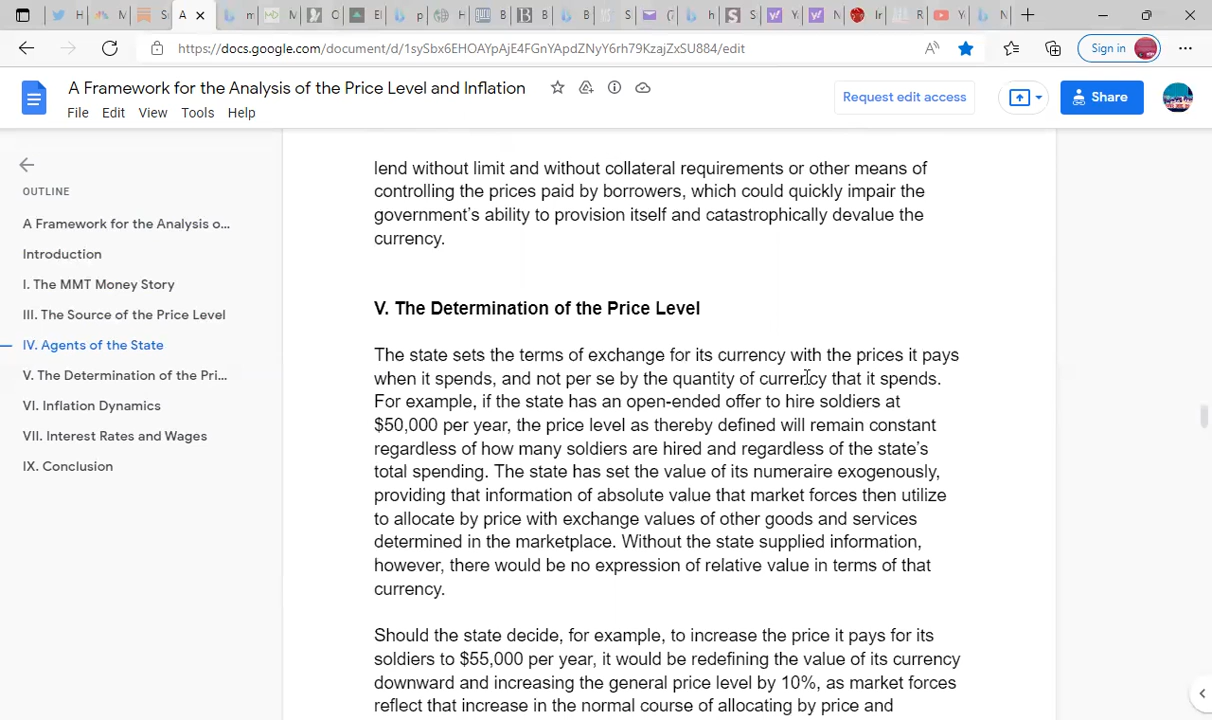 https://docs.google.com/document/d/1sySbx6EHOAYpAjE4FGnYApdZNyY6rh79KzajZxSU884/edit
Sign in
A Framework for the Analysis of the Price Level and Inflation
File Edit View Tools Help
Request edit access
Share
OUTLINE
A Framework for the Analysis o...
Introduction
I. The MMT Money Story
III. The Source of the Price Level
IV. Agents of the State
V. The Determination of the Pri...
VI. Inflation Dynamics
VII. Interest Rates and Wages
IX. Conclusion
lend without limit and without collateral requirements or other means of
controlling the prices paid by borrowers, which could quickly impair the
government's ability to provision itself and catastrophically devalue the
currency.
V. The Determination of the Price Level
The state sets the terms of exchange for its currency with the prices it pays
when it spends, and not per se by the quantity of currency that it spends.
For example, if the state has an open-ended offer to hire soldiers at
$50,000 per year, the price level as thereby defined will remain constant
regardless of how many soldiers are hired and regardless of the state's
total spending. The state has set the value of its numeraire exogenously,
providing that information of absolute value that market forces then utilize
to allocate by price with exchange values of other goods and services
determined in the marketplace. Without the state supplied information,
however, there would be no expression of relative value in terms of that
currency.
Should the state decide, for example, to increase the price it pays for its
soldiers to $55,000 per year, it would be redefining the value of its currency
downward and increasing the general price level by 10%, as market forces
reflect that increase in the normal course of allocating by price and